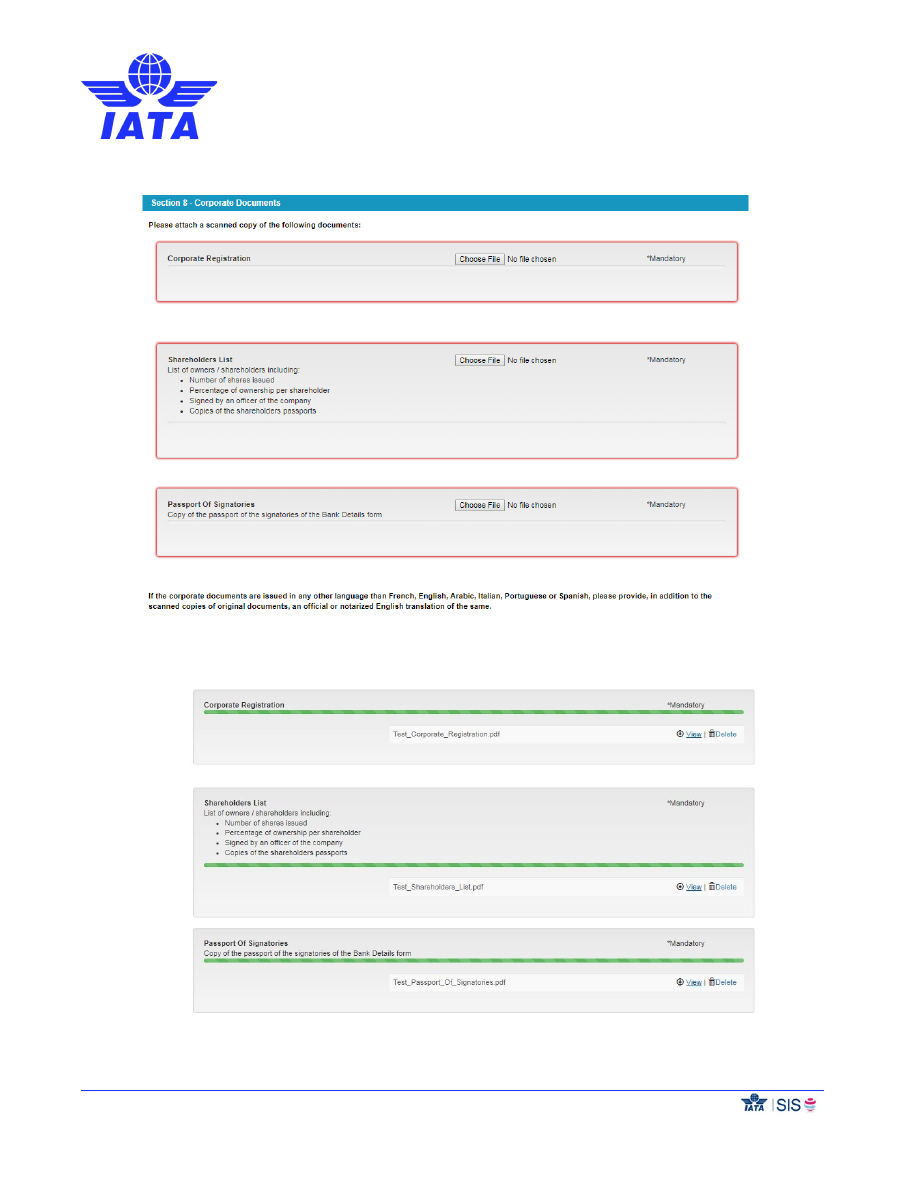 IATA
Section 8 - Corporate Documents
Please attach a scanned copy of the following documents:
Corporate Registration Choose File No file chosen *Mandatory
Shareholders List Choose File No file chosen *Mandatory
List of owners / shareholders including:
• Number of shares issued
• Percentage of ownership per shareholder
• Signed by an officer of the company
• Copies of the shareholders passports
Passport Of Signatories Choose File No file chosen *Mandatory
Copy of the passport of the signatories of the Bank Details form
If the corporate documents are issued in any other language than French, English, Arabic, Italian, Portuguese or Spanish, please provide, in addition to the
scanned copies of original documents, an official or notarized English translation of the same.
Corporate Registration *Mandatory
Test_Corporate_Registration.pdf View | Delete
Shareholders List *Mandatory
List of owners / shareholders including:
• Number of shares issued
• Percentage of ownership per shareholder
• Signed by an officer of the company
• Copies of the shareholders passports
Test_Shareholders_List.pdf View | Delete
Passport Of Signatories *Mandatory
Copy of the passport of the signatories of the Bank Details form
Test_Passport_Of_Signatories.pdf View | Delete
IATA | SIS